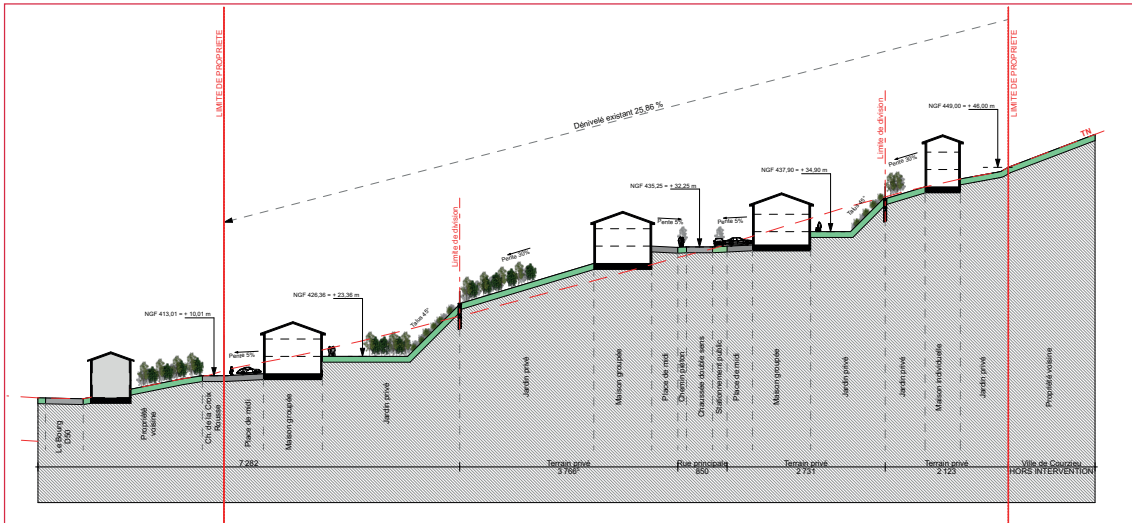 LIMITE DE PROPRIETE
LIMITE DE PROPRIETE
Dénivelé existant 25,86 %
Limite de division
NGF 449,00 = + 46,00 m
TN
Pente 30%
NGF 437,90 = + 34,90 m
NGF 435,25 = + 32,25 m
Talus 45°
Pente 5%
Pente 5%
Limite de division
Pente 30%
NGF 426,36 = + 23,36 m
Talus 45°
NGF 413,01 = + 10,01 m
Pente 5%
Le Bourg
D50
Propriété
voisine
Ch. de la Croix
Rousse
Place de midi
Maison groupée
Jardin privé
Jardin privé
Maison groupée
Place de midi
Chemin piéton
Chaussée double sens
Stationnement public
Place de midi
Maison groupée
Jardin privé
Jardin privé
Maison individuelle
Jardin privé
Propriété voisine
7 282
Terrain privé
3 766⁵
Rue principale
850
Terrain privé
2 731
Terrain privé
2 123
Ville de Courzieu
HORS INTERVENTION